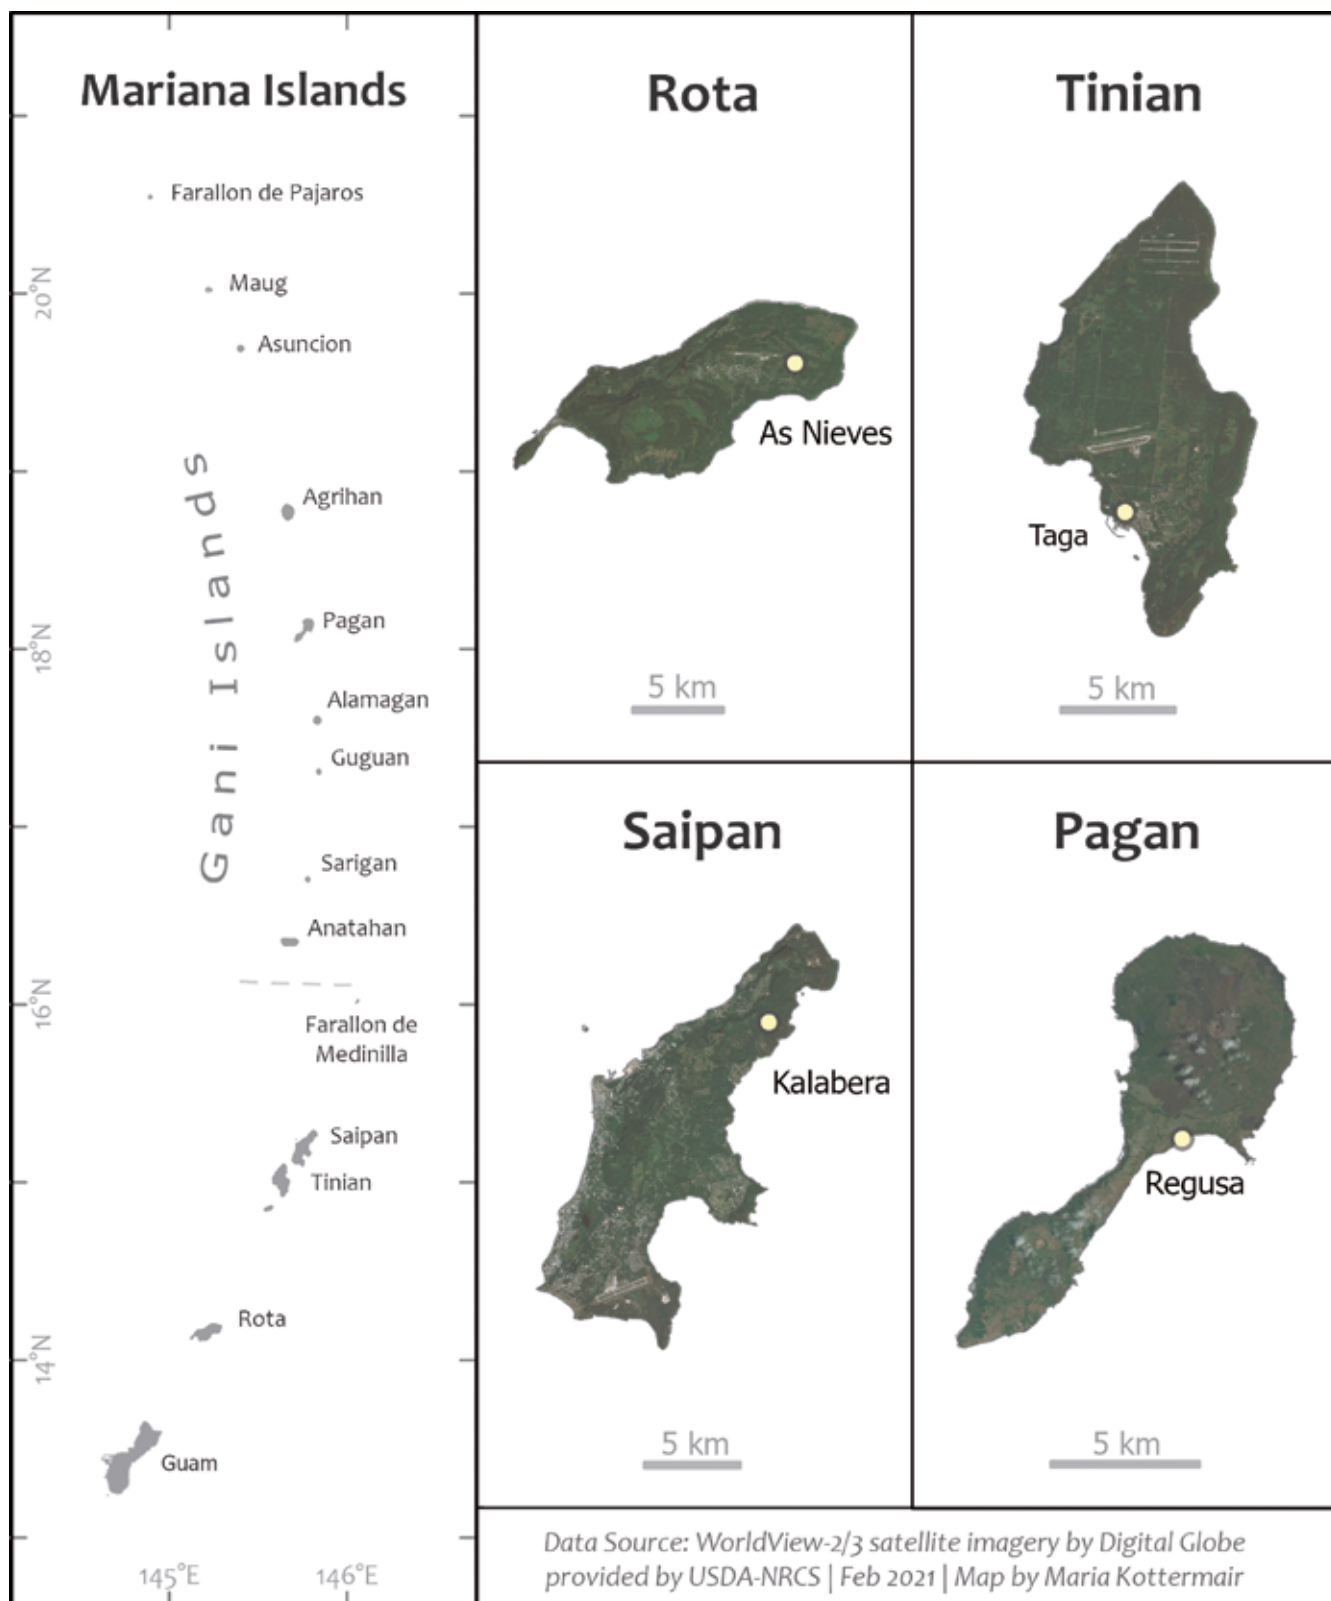 Mariana Islands
Farallon de Pajaros
Maug
20°N
Asuncion
Gani Islands
Agrihan
Pagan
18°N
Alamagan
Guguan
Sarigan
Anatahan
16°N
Farallon de
Medinilla
Saipan
Tinian
Rota
14°N
Guam
145°E
146°E
Rota
As Nieves
5 km
Tinian
Taga
5 km
Saipan
Kalabera
5 km
Pagan
Regusa
5 km
Data Source: WorldView-2/3 satellite imagery by Digital Globe
provided by USDA-NRCS | Feb 2021 | Map by Maria Kottermair